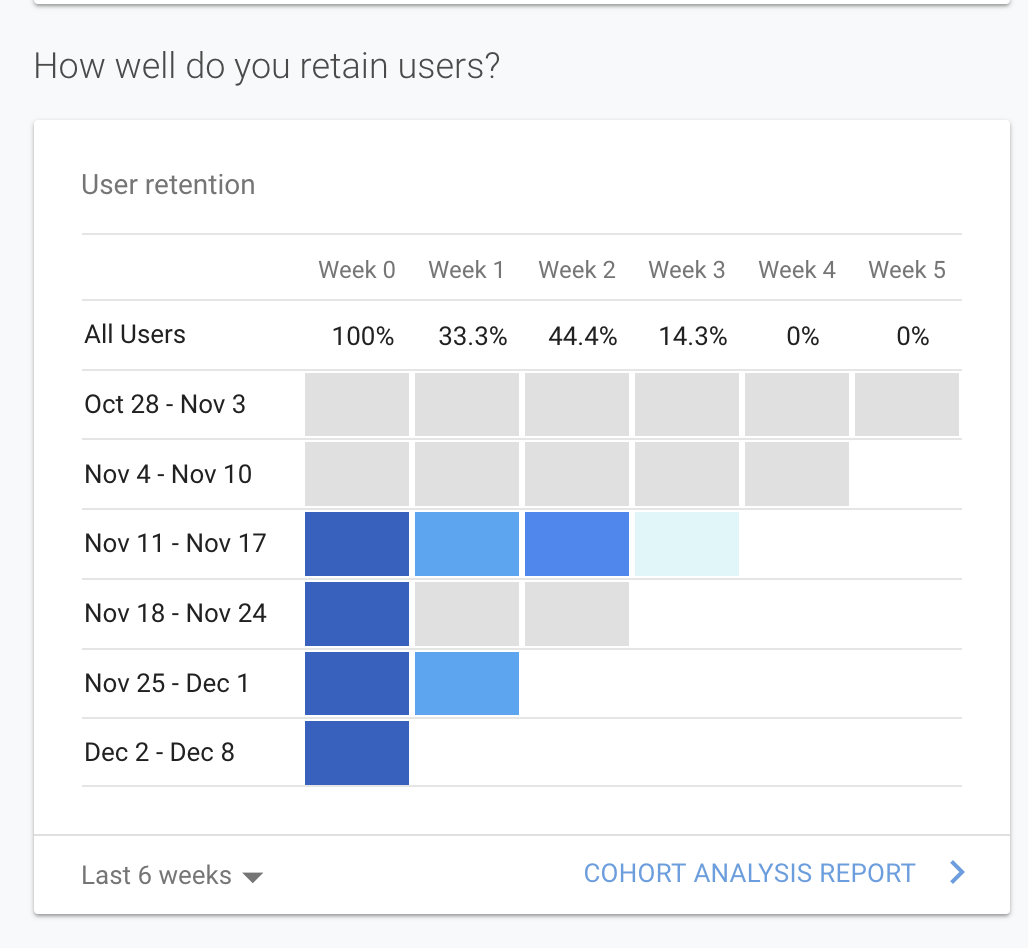 How well do you retain users?
User retention
Week 0 Week 1 Week 2 Week 3 Week 4 Week 5
All Users 100% 33.3% 44.4% 14.3% 0% 0%
Oct 28 - Nov 3
Nov 4 - Nov 10
Nov 11 - Nov 17
Nov 18 - Nov 24
Nov 25 - Dec 1
Dec 2 - Dec 8
Last 6 weeks COHORT ANALYSIS REPORT